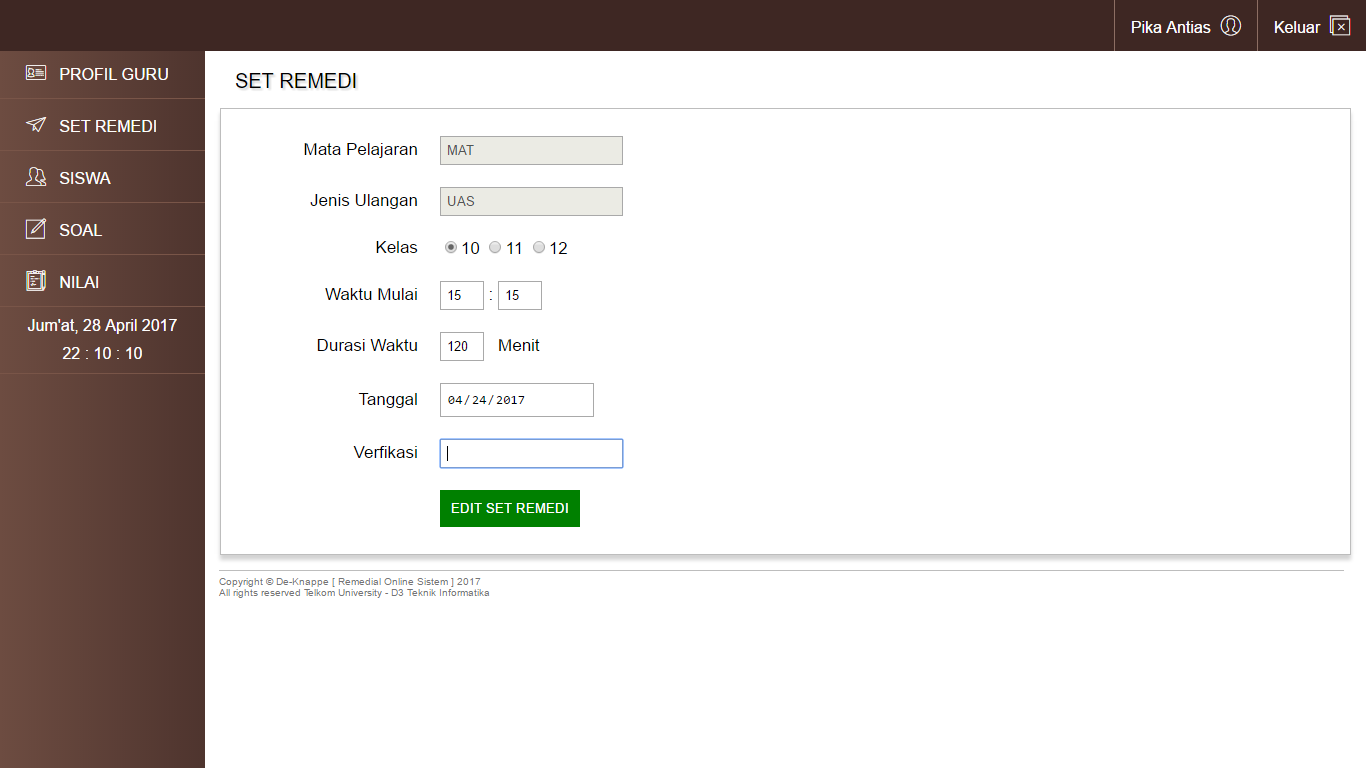 Pika Antias
Keluar
PROFIL GURU
SET REMEDI
SISWA
SOAL
NILAI
Jum'at, 28 April 2017
22 : 10 : 10
SET REMEDI
Mata Pelajaran MAT
Jenis Ulangan UAS
Kelas 10 11 12
Waktu Mulai 15 : 15
Durasi Waktu 120 Menit
Tanggal 04/24/2017
Verfikasi
EDIT SET REMEDI
Copyright © De-Knappe [ Remedial Online Sistem ] 2017
All rights reserved Telkom University - D3 Teknik Informatika